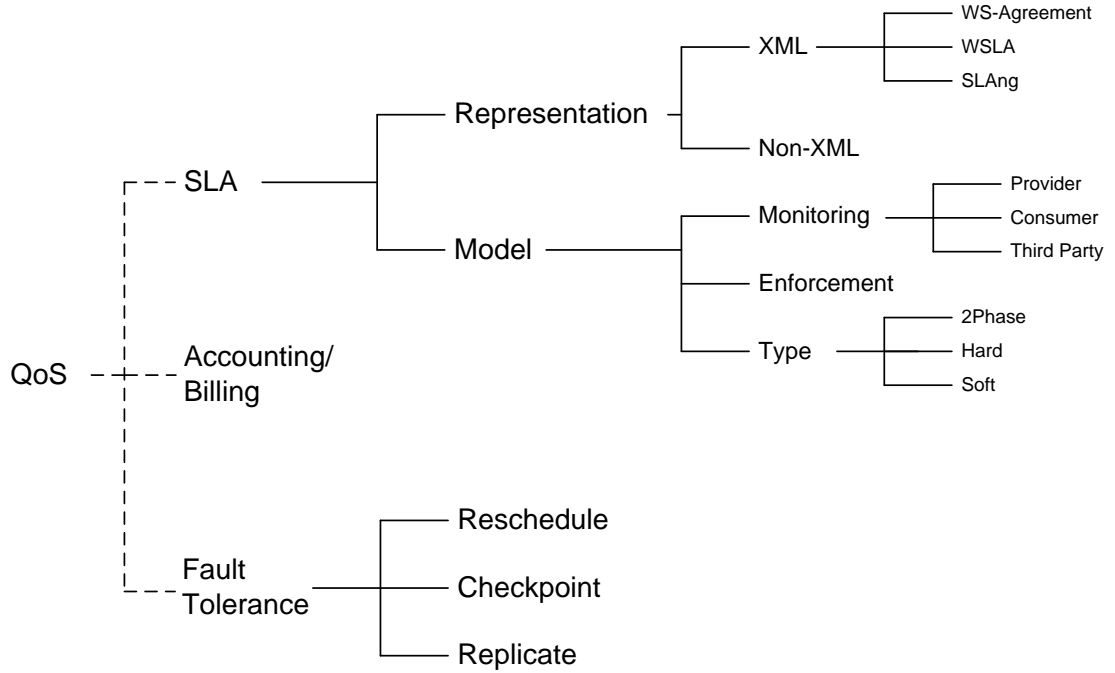 WS-Agreement
XML
WSLA
SLAng
Representation
Non-XML
SLA
Provider
Monitoring
Consumer
Model
Third Party
Enforcement
2Phase
Type
Hard
Soft
QoS
Accounting/
Billing
Reschedule
Fault
Tolerance
Checkpoint
Replicate